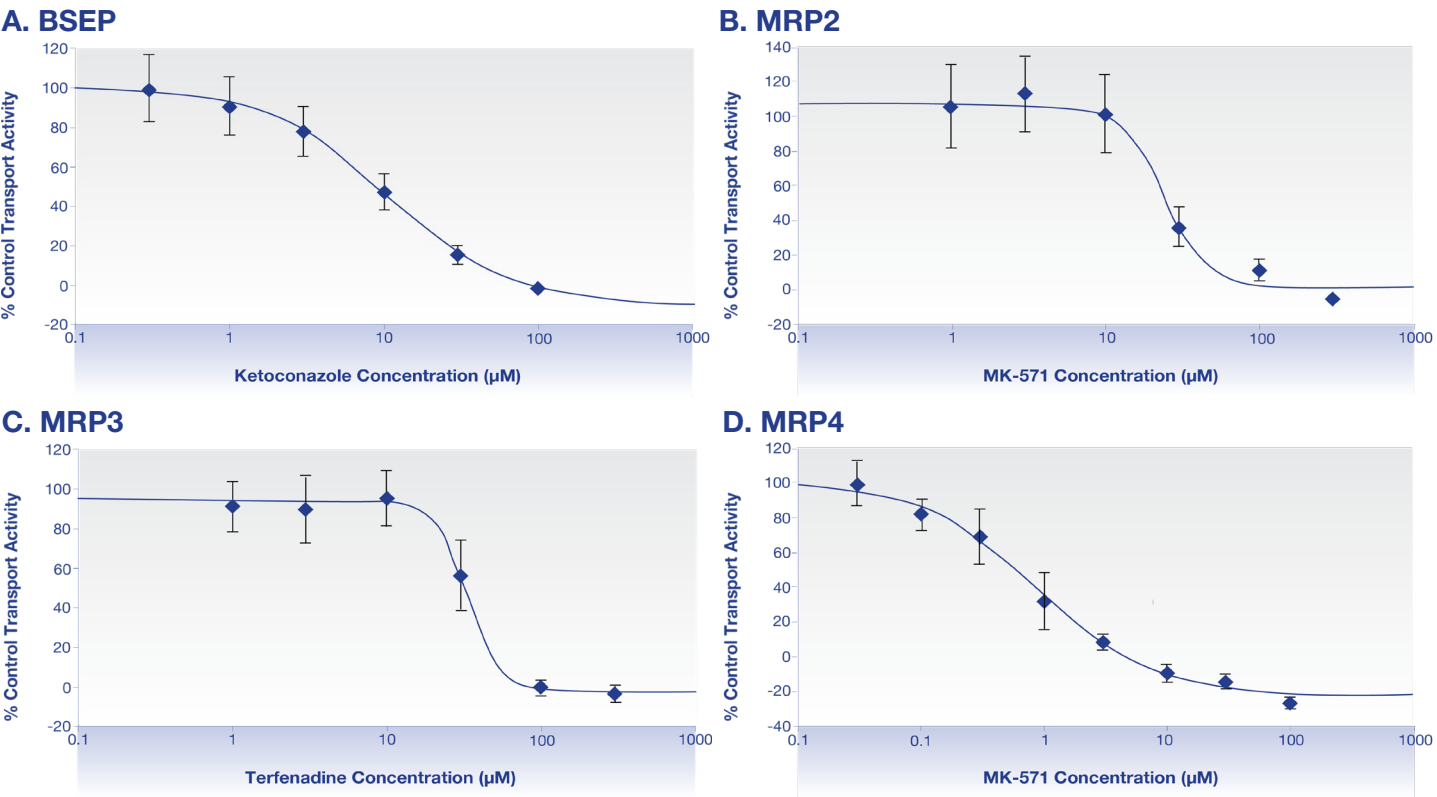 A. BSEP
120
100
80
60
40
20
0
-20
% Control Transport Activity
0.1 1 10 100 1000
Ketoconazole Concentration (µM)
B. MRP2
140
120
100
80
60
40
20
0
-20
% Control Transport Activity
0.1 1 10 100 1000
MK-571 Concentration (µM)
C. MRP3
120
100
80
60
40
20
0
-20
% Control Transport Activity
0.1 1 10 100 1000
Terfenadine Concentration (µM)
D. MRP4
120
100
80
60
40
20
0
-20
-40
% Control Transport Activity
0.1 0.1 1 10 100 1000
MK-571 Concentration (µM)